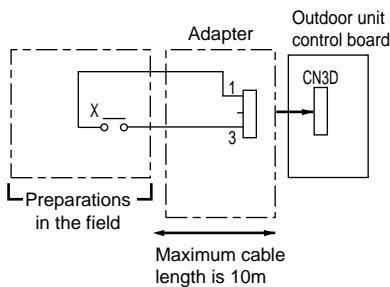 Adapter
Outdoor unit
control board
CN3D
1
X
3
Preparations
in the field
Maximum cable
length is 10m